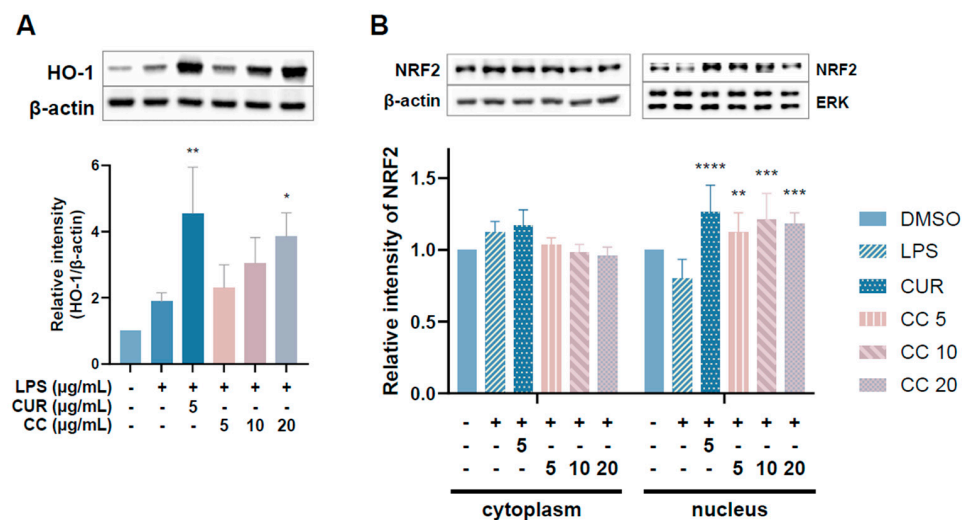 A
HO-1
β-actin
Relative intensity
(HO-1/β-actin)
6
4
2
0
**
*
LPS (µg/mL) - + + + + +
CUR (µg/mL) - - 5 - - -
CC (µg/mL) - - - 5 10 20
B
NRF2
β-actin
NRF2
ERK
Relative intensity of NRF2
1.5
1.0
0.5
0.0
****
**
***
***
- + + + + + - + + + + +
- - 5 - - - - - 5 - - -
- - - 5 10 20 - - - 5 10 20
cytoplasm nucleus
DMSO
LPS
CUR
CC 5
CC 10
CC 20